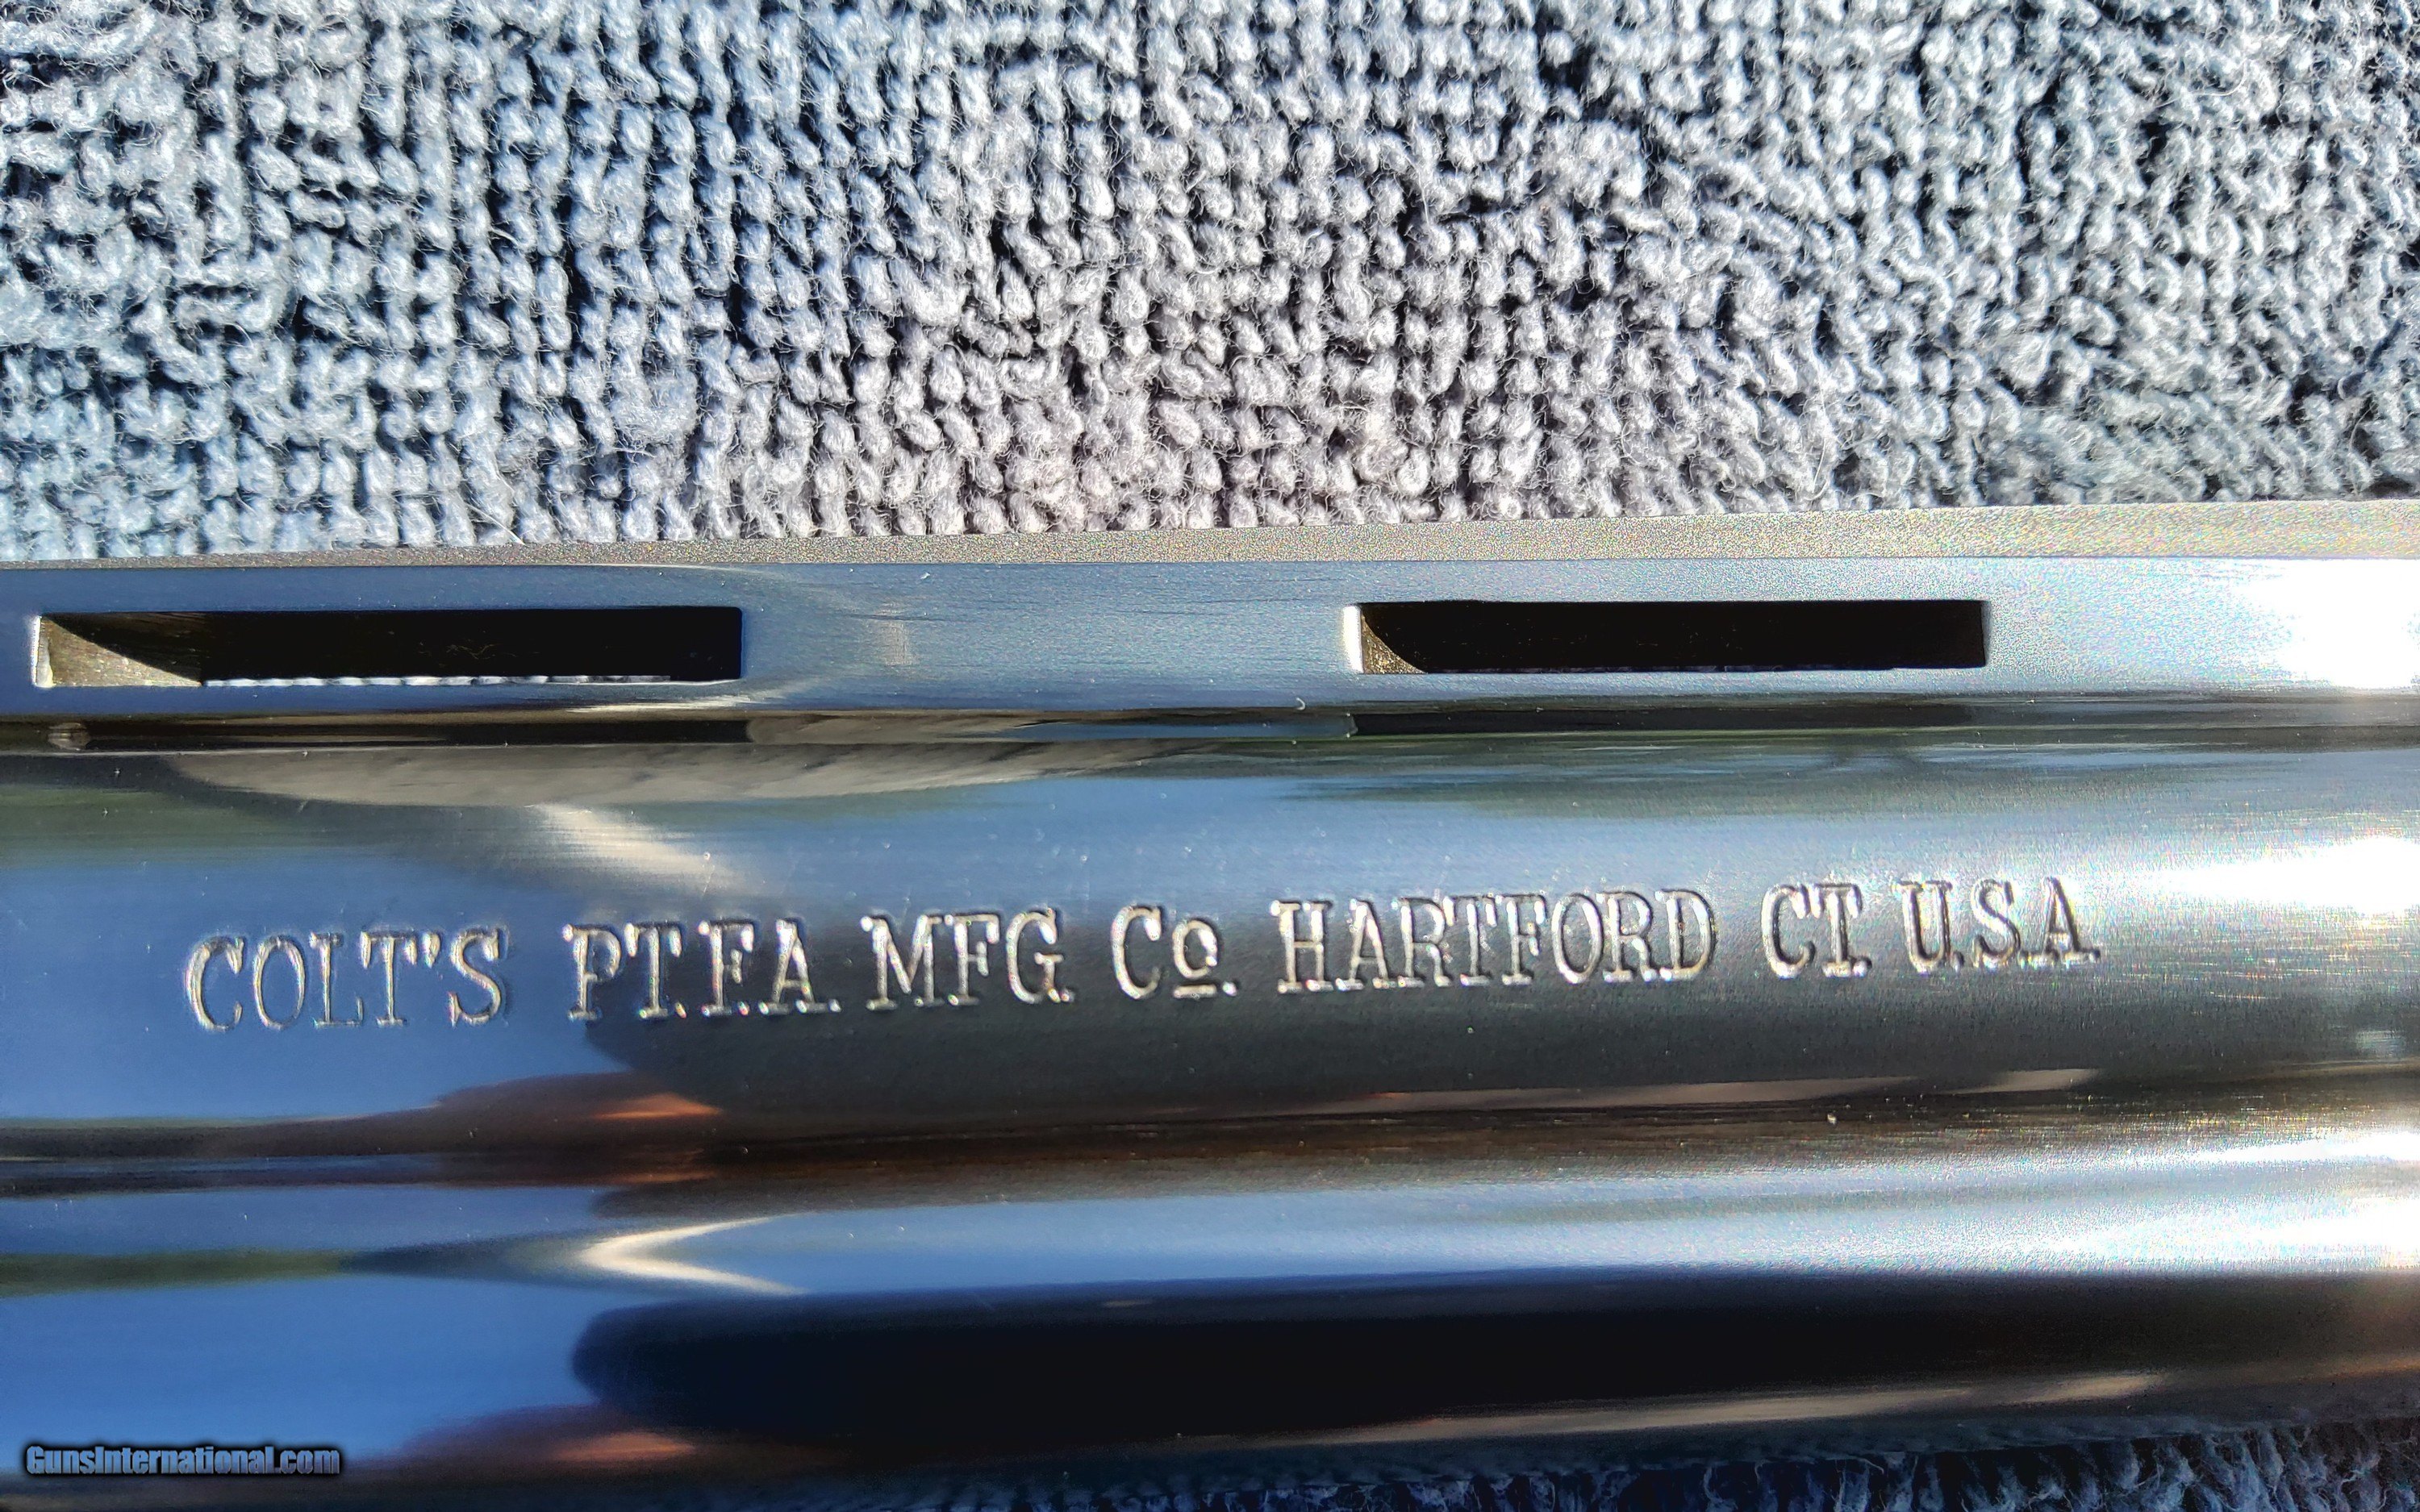 COLT'S PT.F.A. MFG. Co. HARTFORD CT. U.S.A.
GunsInternational.com